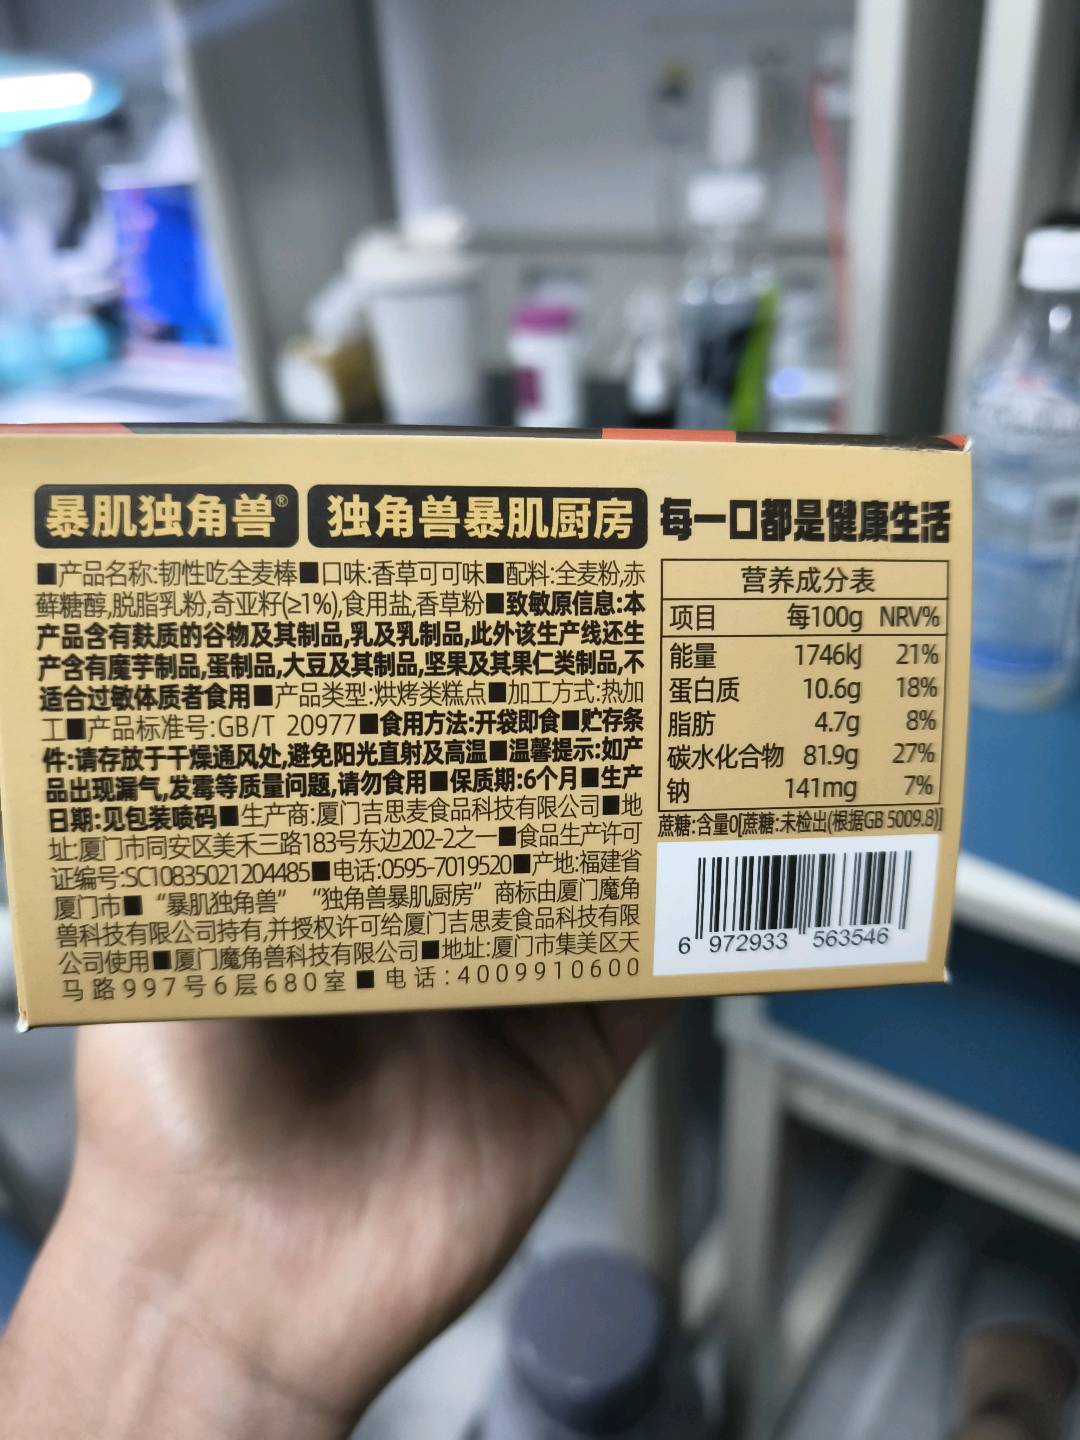 暴肌独角兽®
独角兽暴肌厨房
每一口都是健康生活
■产品名称:韧性吃全麦棒■口味:香草可可味■配料:全麦粉,赤
藓糖醇,脱脂乳粉,奇亚籽(≥1%),食用盐,香草粉■致敏原信息:本
产品含有麸质的谷物及其制品,乳及乳制品,此外该生产线还生
产含有魔芋制品,蛋制品,大豆及其制品,坚果及其果仁类制品,不
适合过敏体质者食用■产品类型:烘烤类糕点■加工方式:热加
工■产品标准号:GB/T 20977■食用方法:开袋即食■贮存条
件:请存放于干燥通风处,避免阳光直射及高温■温馨提示:如产
品出现漏气,发霉等质量问题,请勿食用■保质期:6个月■生产
日期:见包装喷码■生产商:厦门吉思麦食品科技有限公司■地
址:厦门市同安区美禾三路183号东边202-2之一■食品生产许可
证编号:SC10835021204485■电话:0595-7019520■产地:福建省
厦门市■“暴肌独角兽”“独角兽暴肌厨房”商标由厦门魔角
兽科技有限公司持有,并授权许可给厦门吉思麦食品科技有限
公司使用■厦门魔角兽科技有限公司■地址:厦门市集美区天
马路997号6层680室■电话:4009910600
营养成分表
项目 每100g NRV%
能量 1746kJ 21%
蛋白质 10.6g 18%
脂肪 4.7g 8%
碳水化合物 81.9g 27%
钠 141mg 7%
蔗糖:含量0[蔗糖:未检出(根据GB 5009.8)]
6 972933 563546